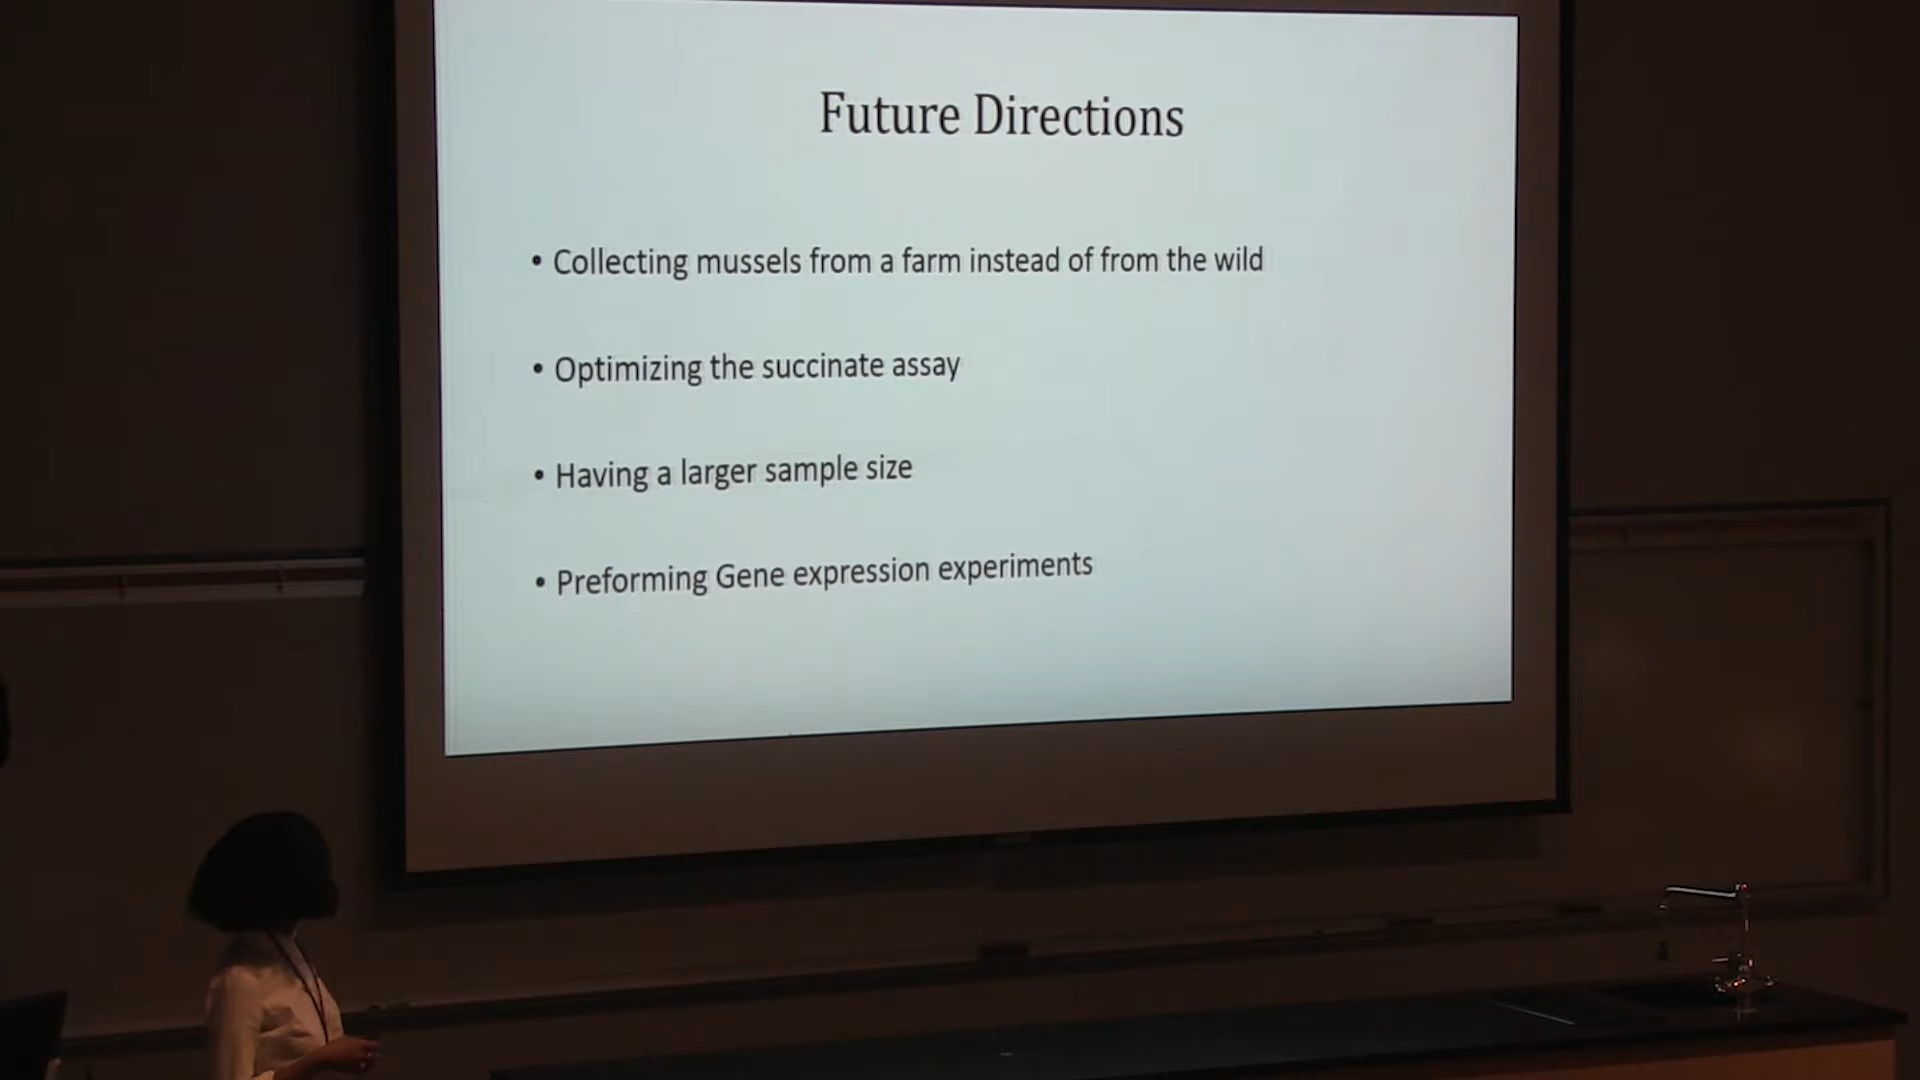 Future Directions
• Collecting mussels from a farm instead of from the wild
• Optimizing the succinate assay
• Having a larger sample size
• Preforming Gene expression experiments